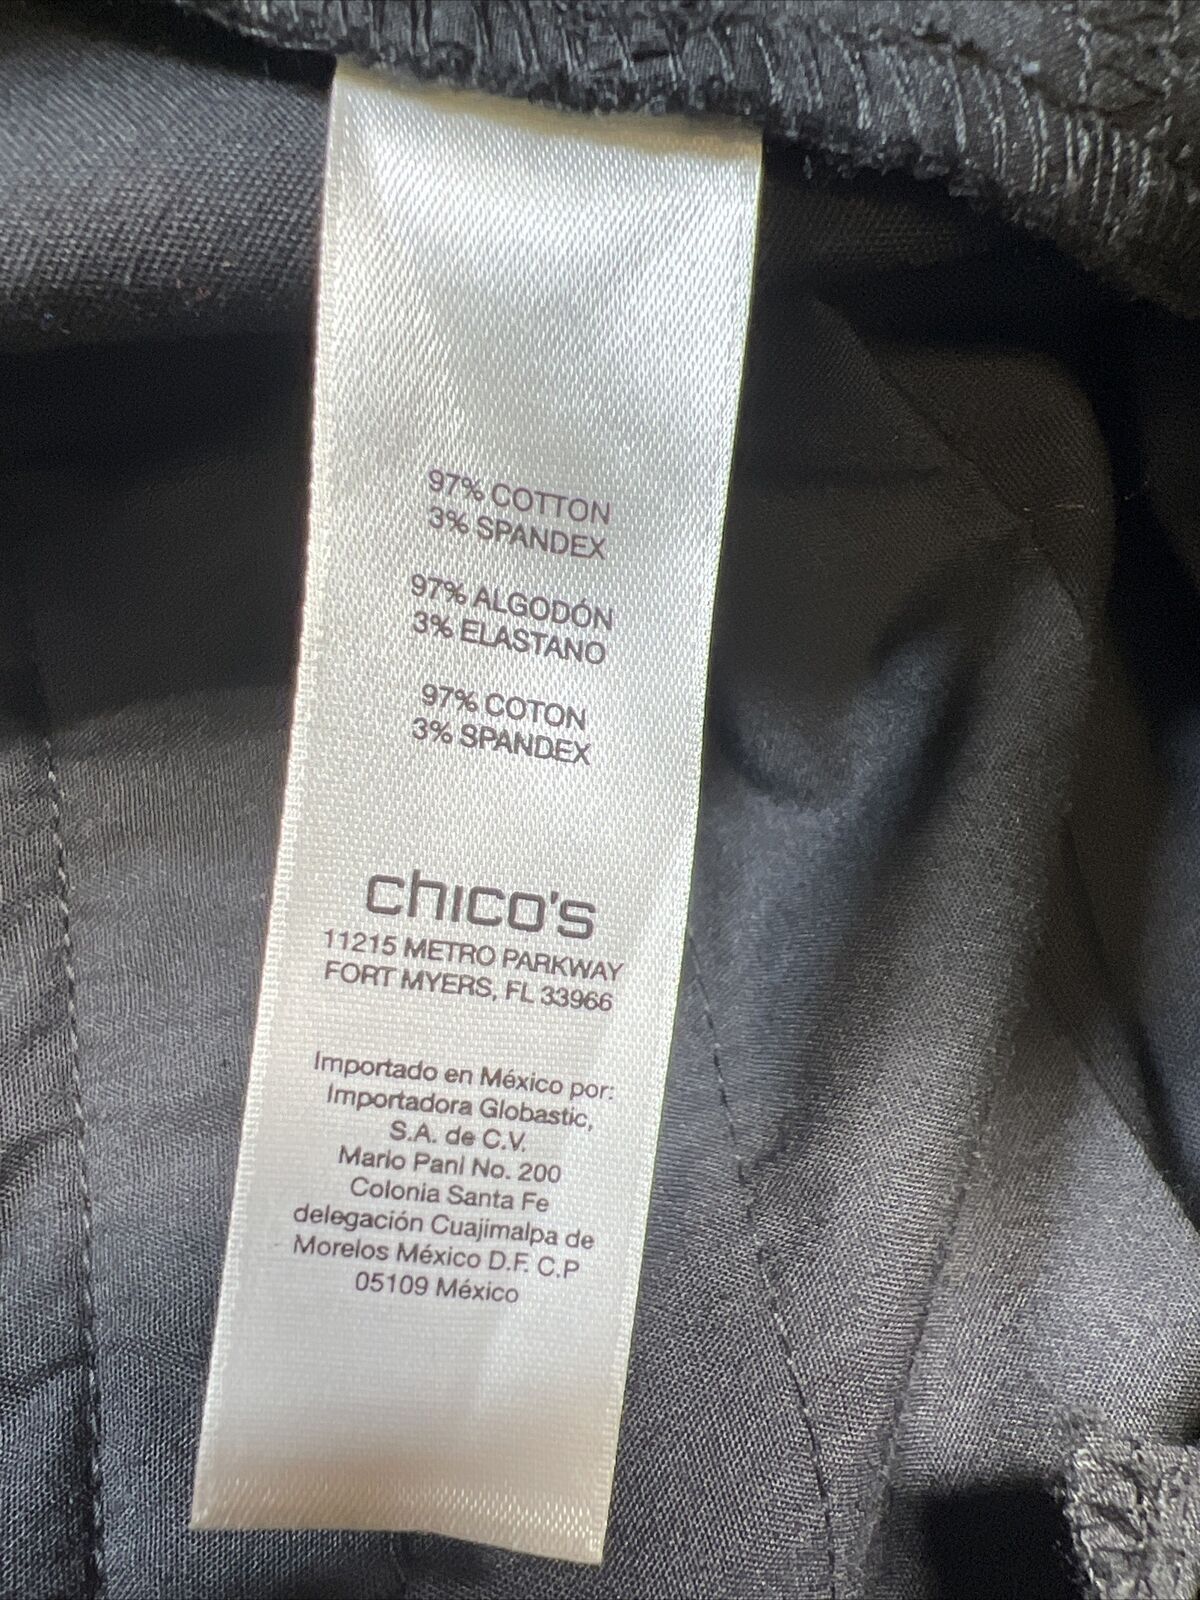 97% COTTON
3% SPANDEX
97% ALGODÓN
3% ELASTANO
97% COTON
3% SPANDEX
chico's
11215 METRO PARKWAY
FORT MYERS, FL 33966
Importado en México por:
Importadora Globastic,
S.A. de C.V.
Mario Pani No. 200
Colonia Santa Fe
delegación Cuajimalpa de
Morelos México D.F. C.P
05109 México